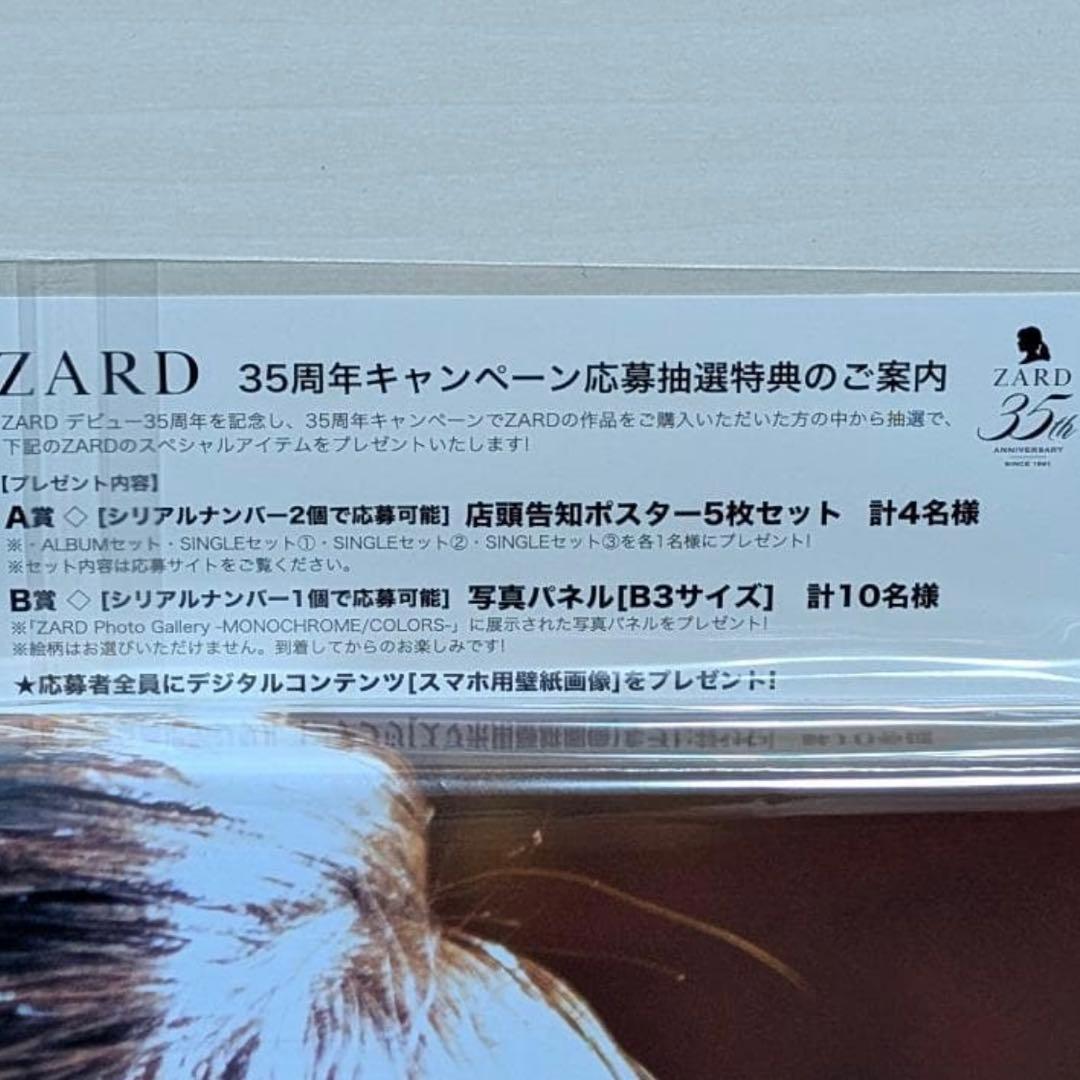 ZARD 35周年キャンペーン応募抽選特典のご案内
ZARD
35th
ANNIVERSARY
SINCE 1991
ZARD デビュー35周年を記念し、35周年キャンペーンでZARDの作品をご購入いただいた方の中から抽選で、
下記のZARDのスペシャルアイテムをプレゼントいたします!
【プレゼント内容】
A賞 ◇ [シリアルナンバー2個で応募可能] 店頭告知ポスター5枚セット 計4名様
※・ALBUMセット・SINGLEセット①・SINGLEセット②・SINGLEセット③を各1名様にプレゼント!
※セット内容は応募サイトをご覧ください。
B賞 ◇ [シリアルナンバー1個で応募可能] 写真パネル[B3サイズ] 計10名様
※「ZARD Photo Gallery -MONOCHROME/COLORS-」に展示された写真パネルをプレゼント!
※絵柄はお選びいただけません。到着してからのお楽しみです!
★応募者全員にデジタルコンテンツ[スマホ用壁紙画像]をプレゼント!